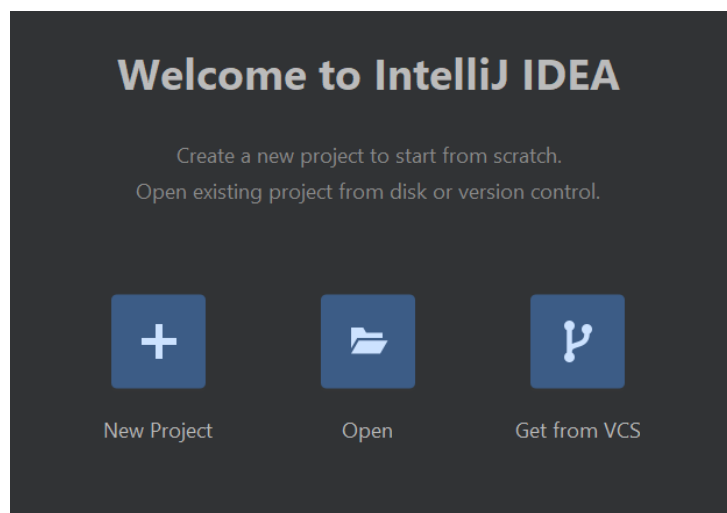 Welcome to IntelliJ IDEA
Create a new project to start from scratch.
Open existing project from disk or version control.
New Project
Open
Get from VCS